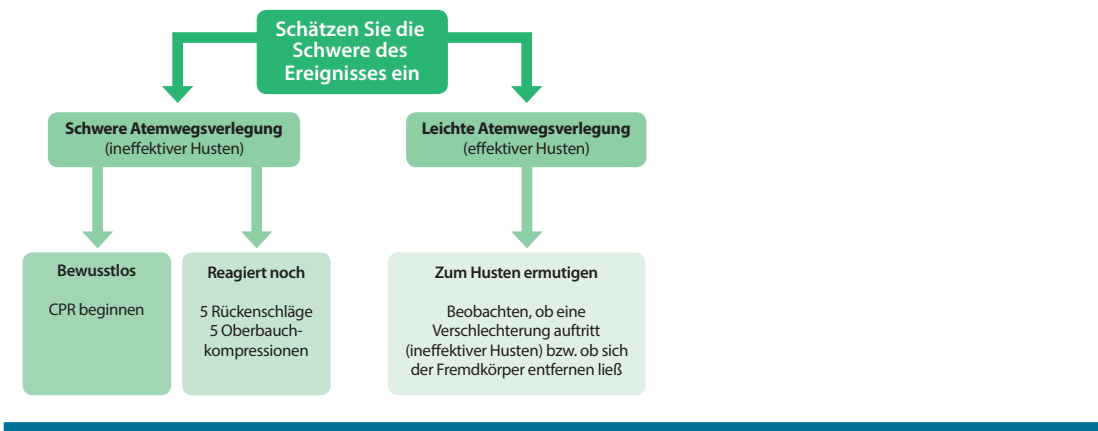 Schätzen Sie die
Schwere des
Ereignisses ein
Schwere Atemwegsverlegung
(ineffektiver Husten)
Leichte Atemwegsverlegung
(effektiver Husten)
Bewusstlos
CPR beginnen
Reagiert noch
5 Rückenschläge
5 Oberbauch-
kompressionen
Zum Husten ermutigen
Beobachten, ob eine
Verschlechterung auftritt
(ineffektiver Husten) bzw. ob sich
der Fremdkörper entfernen ließ